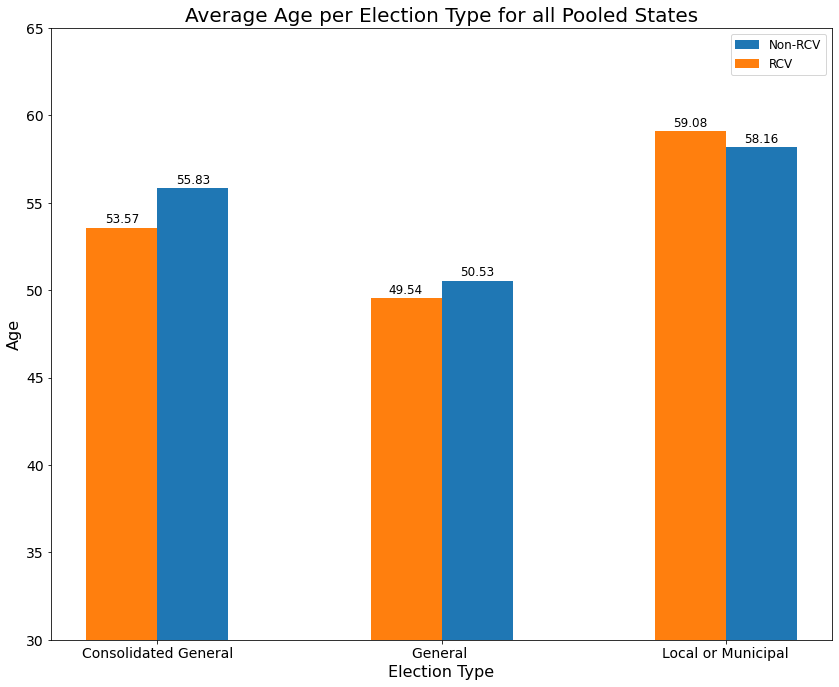 Average Age per Election Type for all Pooled States
Non-RCV
RCV
65
60
55
50
45
40
35
30
Age
53.57
55.83
49.54
50.53
59.08
58.16
Consolidated General
General
Local or Municipal
Election Type